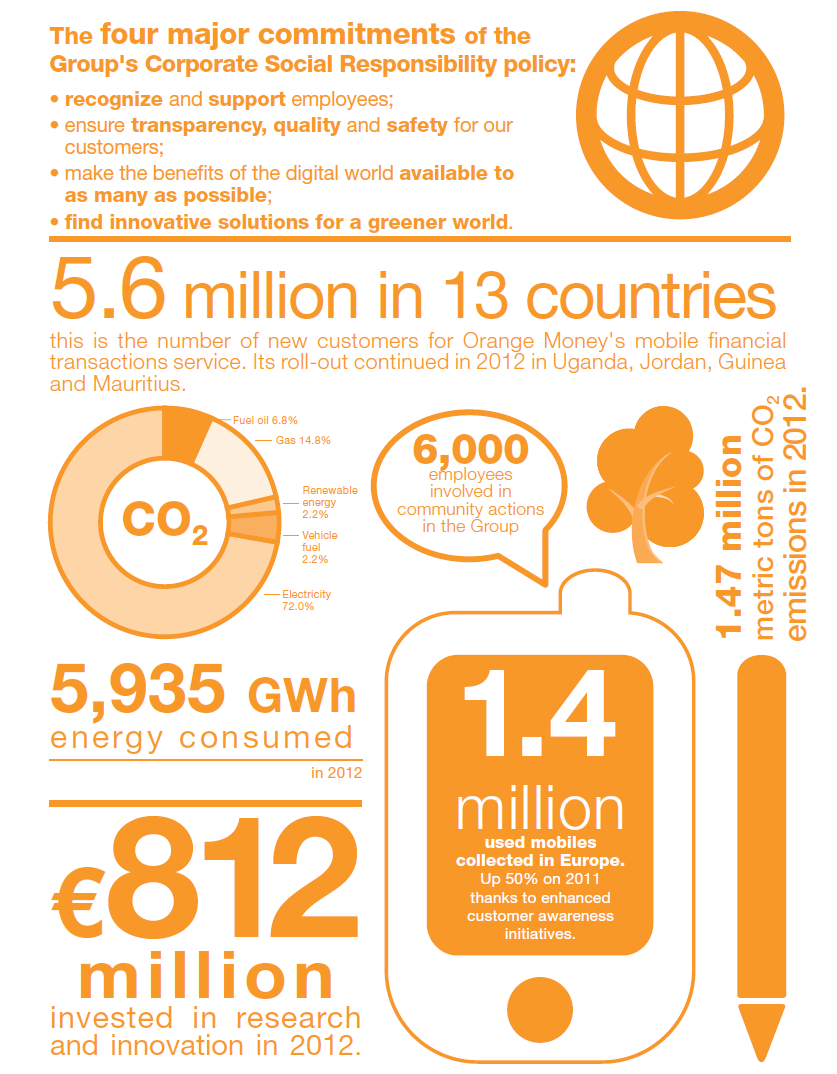 The four major commitments of the
Group's Corporate Social Responsibility policy:
• recognize and support employees;
• ensure transparency, quality and safety for our
customers;
• make the benefits of the digital world available to
as many as possible;
• find innovative solutions for a greener world.
5.6 million in 13 countries
this is the number of new customers for Orange Money's mobile financial
transactions service. Its roll-out continued in 2012 in Uganda, Jordan, Guinea
and Mauritius.
Fuel oil 6.8%
Gas 14.8%
Renewable
energy
2.2%
Vehicle
fuel
2.2%
Electricity
72.0%
CO2
6,000
employees
involved in
community actions
in the Group
1.47 million
metric tons of CO2
emissions in 2012.
5,935 GWh
energy consumed
in 2012
€812
million
invested in research
and innovation in 2012.
1.4
million
used mobiles
collected in Europe.
Up 50% on 2011
thanks to enhanced
customer awareness
initiatives.